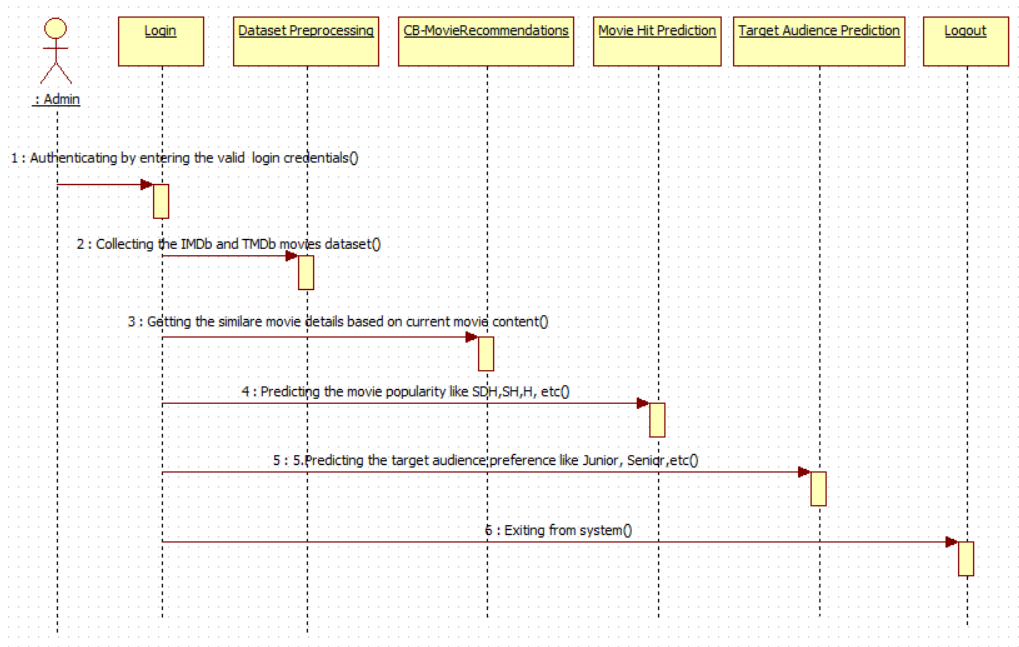 Login
Dataset Preprocessing
CB-MovieRecommendations
Movie Hit Prediction
Target Audience Prediction
Logout
: Admin
1 : Authenticating by entering the valid login credentials()
2 : Collecting the IMDb and TMDb movies dataset()
3 : Getting the similare movie details based on current movie content()
4 : Predicting the movie popularity like SDH,SH,H, etc()
5 : 5.Predicting the target audience preference like Junior, Senior,etc()
6 : Exiting from system()